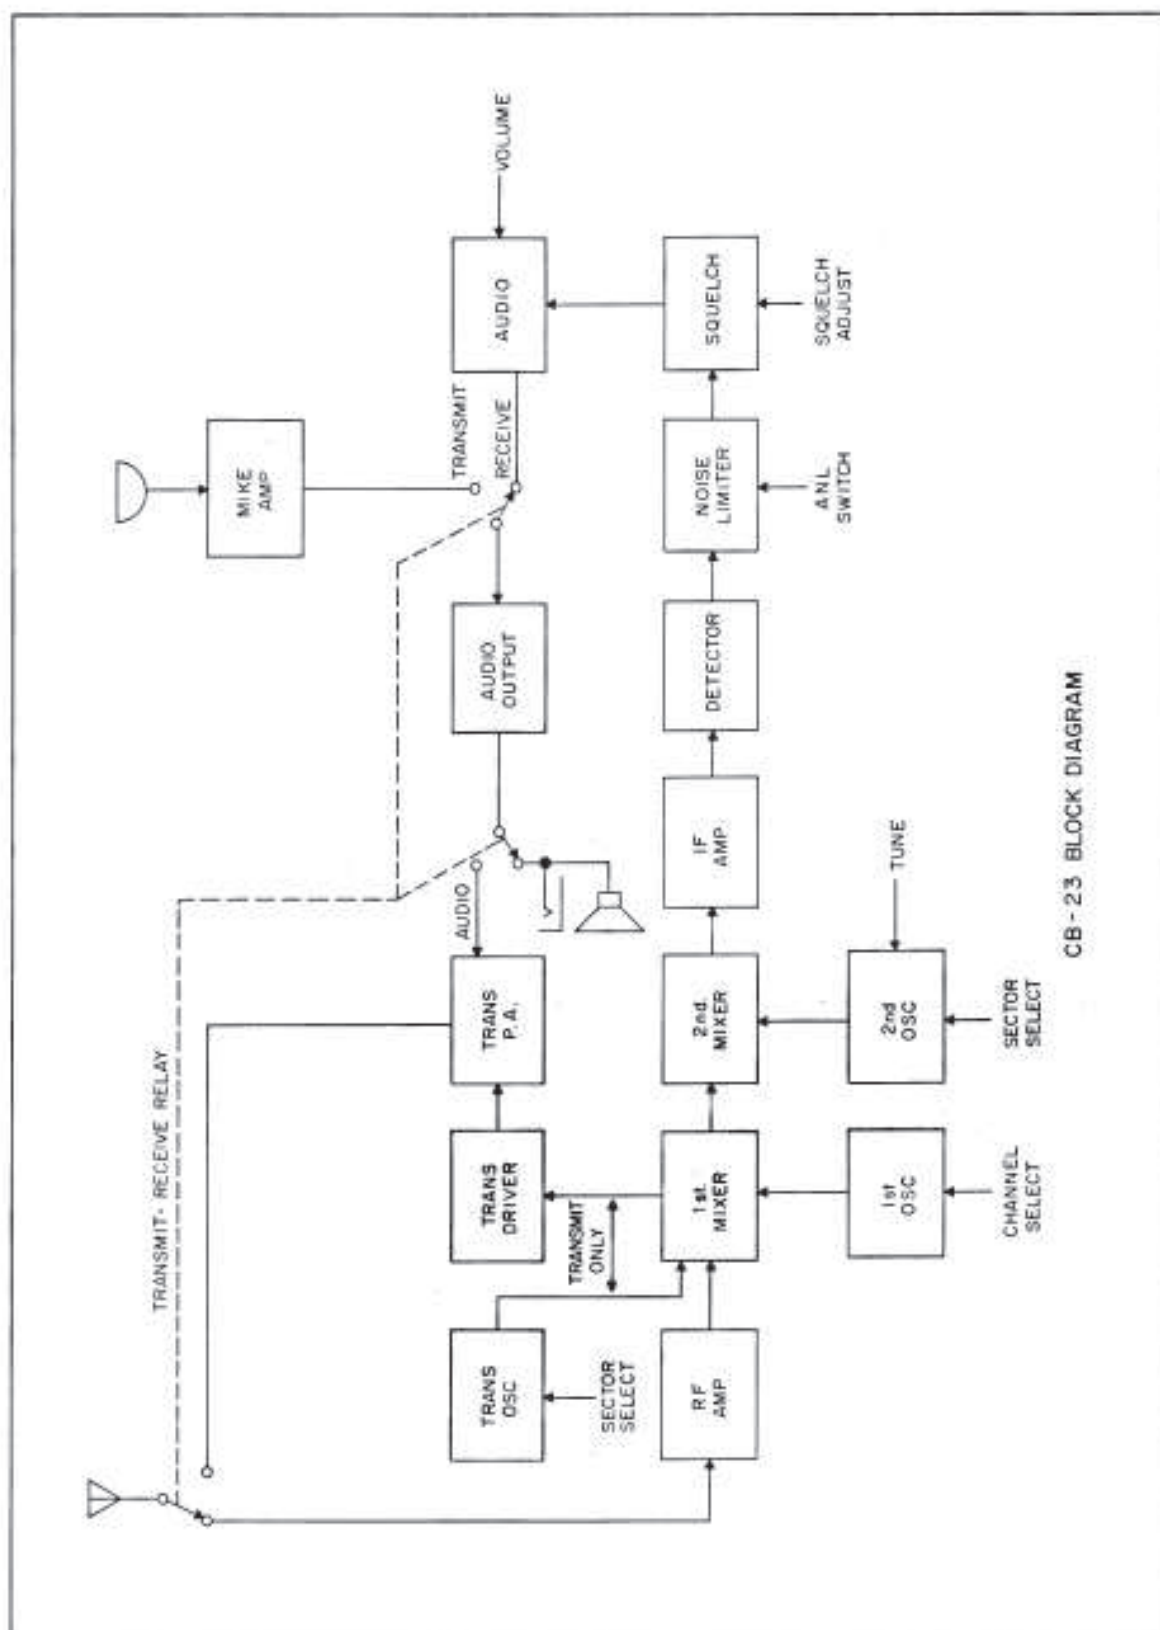 TRANSMIT- RECEIVE RELAY
MIKE
AMP
TRANSMIT
RECEIVE
AUDIO
VOLUME
AUDIO
OUTPUT
AUDIO
TRANS
P.A.
TRANS
DRIVER
TRANS
OSC
SECTOR
SELECT
TRANSMIT
ONLY
RF
AMP
1st.
MIXER
2nd.
MIXER
IF
AMP
DETECTOR
NOISE
LIMITER
SQUELCH
1st
OSC
2nd
OSC
TUNE
ANL
SWITCH
SQUELCH
ADJUST
CHANNEL
SELECT
SECTOR
SELECT
CB-23 BLOCK DIAGRAM